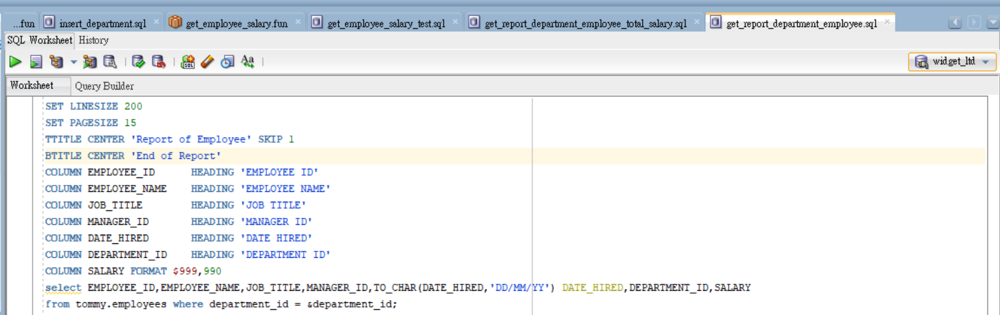 ...fun insert_department.sql get_employee_salary.fun get_employee_salary_test.sql get_report_department_employee_total_salary.sql get_report_department_employee.sql
SQL Worksheet History
widget_ltd
Worksheet Query Builder
SET LINESIZE 200
SET PAGESIZE 15
TTITLE CENTER 'Report of Employee' SKIP 1
BTITLE CENTER 'End of Report'
COLUMN EMPLOYEE_ID HEADING 'EMPLOYEE ID'
COLUMN EMPLOYEE_NAME HEADING 'EMPLOYEE NAME'
COLUMN JOB_TITLE HEADING 'JOB TITLE'
COLUMN MANAGER_ID HEADING 'MANAGER ID'
COLUMN DATE_HIRED HEADING 'DATE HIRED'
COLUMN DEPARTMENT_ID HEADING 'DEPARTMENT ID'
COLUMN SALARY FORMAT $999,990
select EMPLOYEE_ID,EMPLOYEE_NAME,JOB_TITLE,MANAGER_ID,TO_CHAR(DATE_HIRED,'DD/MM/YY') DATE_HIRED,DEPARTMENT_ID,SALARY
from tommy.employees where department_id = &department_id;